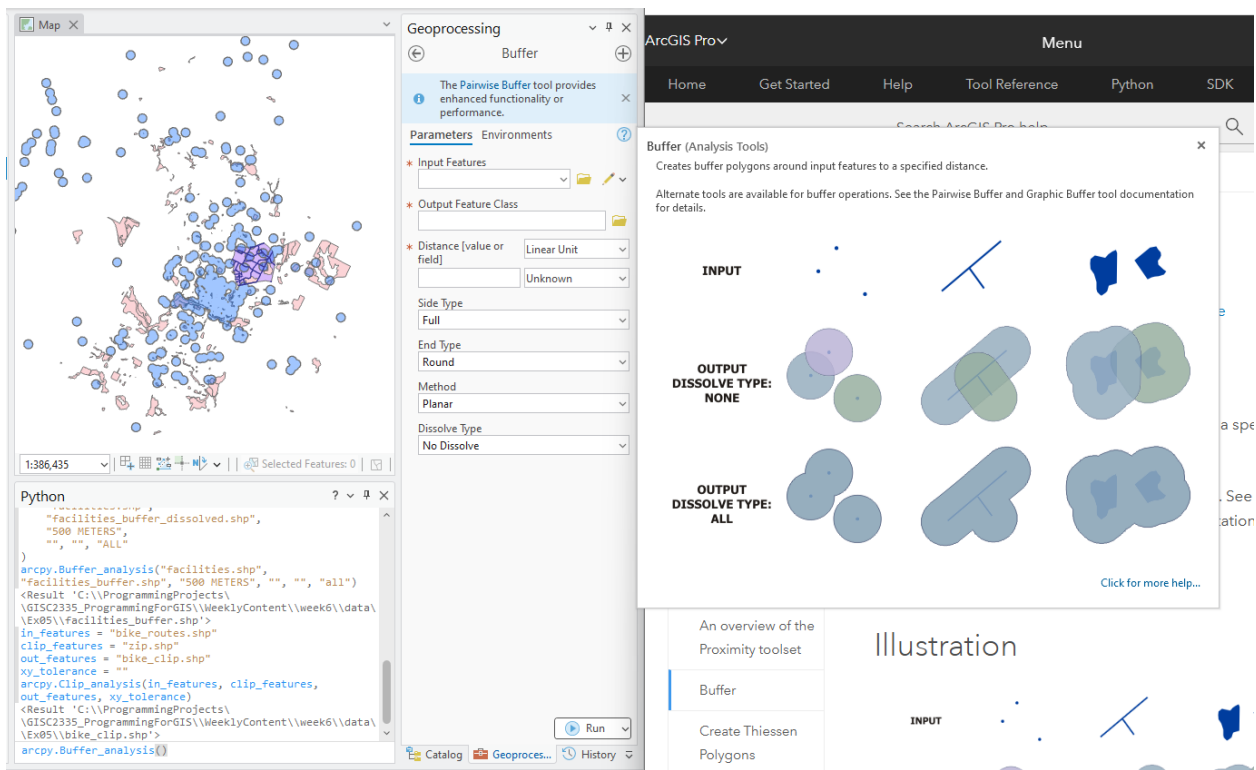 Map
1:386,435
Selected Features: 0
Python
"facilities_buffer_dissolved.shp",
"500 METERS",
"", "", "ALL"
)
arcpy.Buffer_analysis("facilities.shp",
"facilities_buffer.shp", "500 METERS", "", "", "all")
<Result 'C:\\ProgrammingProjects\
\GISC2335_ProgrammingForGIS\\WeeklyContent\\week6\\data\
\Ex05\\facilities_buffer.shp'>
in_features = "bike_routes.shp"
clip_features = "zip.shp"
out_features = "bike_clip.shp"
xy_tolerance = ""
arcpy.Clip_analysis(in_features, clip_features,
out_features, xy_tolerance)
<Result 'C:\\ProgrammingProjects\
\GISC2335_ProgrammingForGIS\\WeeklyContent\\week6\\data\
\Ex05\\bike_clip.shp'>
arcpy.Buffer_analysis()
Geoprocessing
Buffer
The Pairwise Buffer tool provides
enhanced functionality or
performance.
Parameters Environments
* Input Features
* Output Feature Class
* Distance [value or
field]
Linear Unit
Unknown
Side Type
Full
End Type
Round
Method
Planar
Dissolve Type
No Dissolve
Run
Catalog Geoproces... History
ArcGIS Pro
Menu
Home Get Started Help Tool Reference Python SDK
Search ArcGIS Pro help
Buffer (Analysis Tools)
Creates buffer polygons around input features to a specified distance.
Alternate tools are available for buffer operations. See the Pairwise Buffer and Graphic Buffer tool documentation
for details.
INPUT
OUTPUT
DISSOLVE TYPE:
NONE
OUTPUT
DISSOLVE TYPE:
ALL
Click for more help...
e
a spe
. See
An overview of the
Proximity toolset
Buffer
Create Thiessen
Polygons
Illustration
INPUT